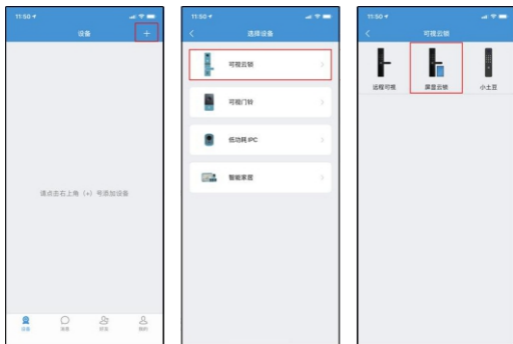 11:50
设备
+
请点击右上角（+）号添加设备
设备
消息
我的
11:50
选择设备
可视云锁
可视门铃
低功耗IPC
智能家居
11:50
可视云锁
远程可视
屏显云锁
小土豆